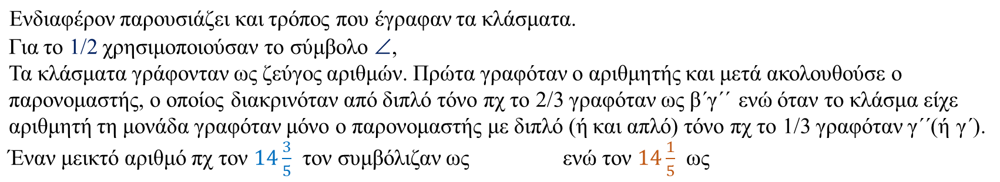 Ενδιαφέρον παρουσιάζει και τρόπος που έγραφαν τα κλάσματα.
Για το 1/2 χρησιμοποιούσαν το σύμβολο ∠,
Τα κλάσματα γράφονταν ως ζεύγος αριθμών. Πρώτα γραφόταν ο αριθμητής και μετά ακολουθούσε ο
παρονομαστής, ο οποίος διακρινόταν από διπλό τόνο πχ το 2/3 γραφόταν ως β΄γ΄΄ ενώ όταν το κλάσμα είχε
αριθμητή τη μονάδα γραφόταν μόνο ο παρονομαστής με διπλό (ή και απλό) τόνο πχ το 1/3 γραφόταν γ΄΄(ή γ΄).
Έναν μεικτό αριθμό πχ τον 14 3/5 τον συμβόλιζαν ως ενώ τον 14 1/5 ως